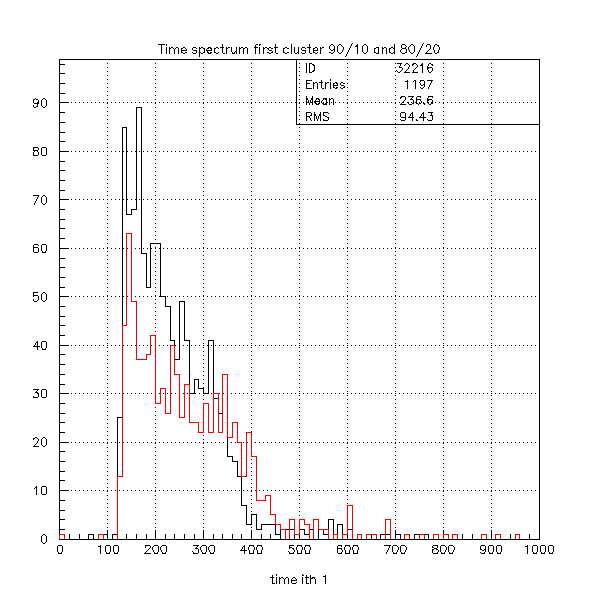 Time spectrum first cluster 90/10 and 80/20
ID 32216
Entries 1197
Mean 236.6
RMS 94.43
90
80
70
60
50
40
30
20
10
0
0 100 200 300 400 500 600 700 800 900 1000
time ith 1